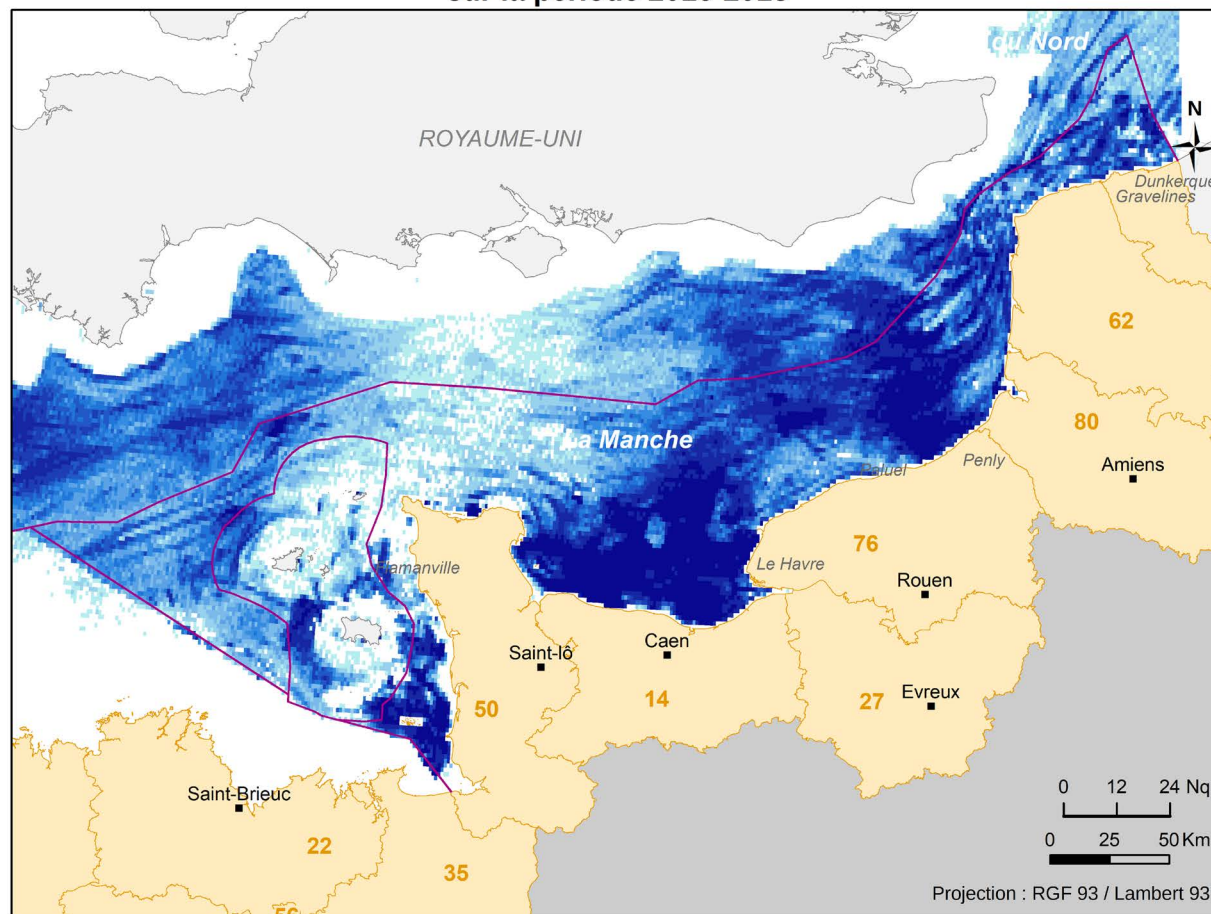 du Nord
N
ROYAUME-UNI
Dunkerque
Gravelines
62
La Manche
80
Paluel
Penly
Amiens
76
Flamanville
Le Havre
Rouen
Saint-lô
Caen
50
14
27
Evreux
0 12 24 Nq
Saint-Brieuc
0 25 50 Km
22
35
Projection : RGF 93 / Lambert 93